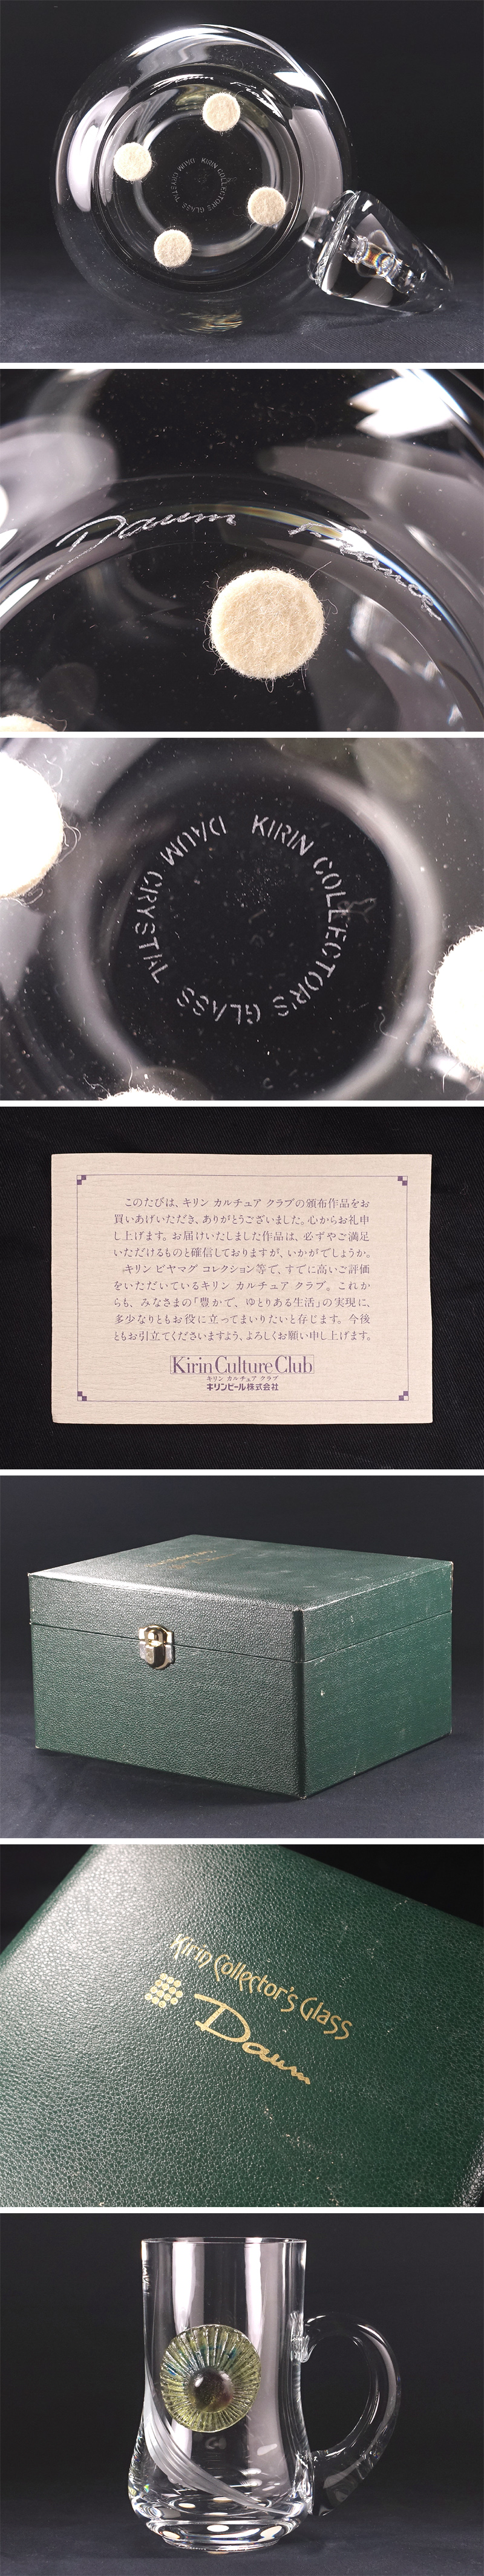 KIRIN COLLECTOR'S GLASS DAUM CRYSTAL
Daum France
KIRIN COLLECTOR'S GLASS DAUM CRYSTAL
このたびは、キリン カルチュア クラブの頒布作品をお
買いあげいただき、ありがとうございました。心からお礼申
し上げます。お届けいたしました作品は、必ずやご満足
いただけるものと確信しておりますが、いかがでしょうか。
キリン ビヤマグ コレクション等で、すでに高いご評価
をいただいているキリン カルチュア クラブ。これか
らも、みなさまの「豊かで、ゆとりある生活」の実現に、
多少なりともお役に立ってまいりたいと存じます。今後
ともお引立てくださいますよう、よろしくお願い申し上げます。
Kirin Culture Club
キリン カルチュア クラブ
キリンビール株式会社
Kirin Collector's Glass
Daum